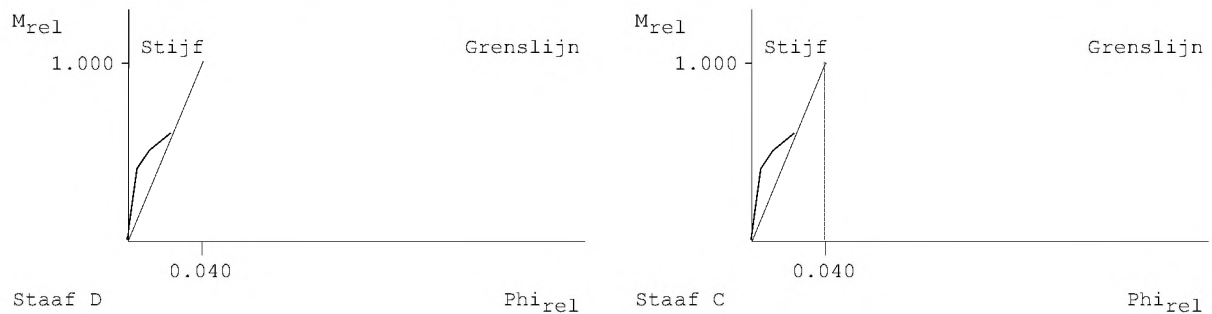 M_rel
Stijf Grenslijn
1.000
0.040
Staaf D Phi_rel
M_rel
Stijf Grenslijn
1.000
0.040
Staaf C Phi_rel